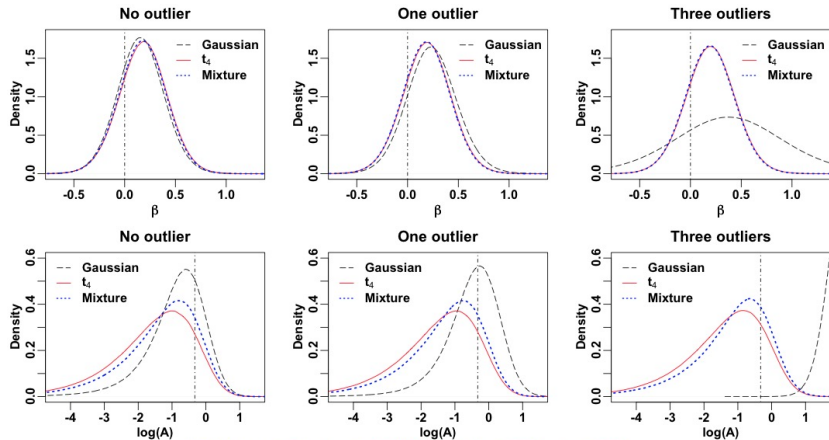 No outlier
One outlier
Three outliers
Density
0.0 0.5 1.0 1.5
Gaussian
t4
Mixture
-0.5 0.0 0.5 1.0
β
Density
0.0 0.5 1.0 1.5
Gaussian
t4
Mixture
-0.5 0.0 0.5 1.0
β
Density
0.0 0.5 1.0 1.5
Gaussian
t4
Mixture
-0.5 0.0 0.5 1.0
β
No outlier
One outlier
Three outliers
Density
0.0 0.2 0.4 0.6
Gaussian
t4
Mixture
-4 -3 -2 -1 0 1
log(A)
Density
0.0 0.2 0.4 0.6
Gaussian
t4
Mixture
-4 -3 -2 -1 0 1
log(A)
Density
0.0 0.2 0.4 0.6
Gaussian
t4
Mixture
-4 -3 -2 -1 0 1
log(A)